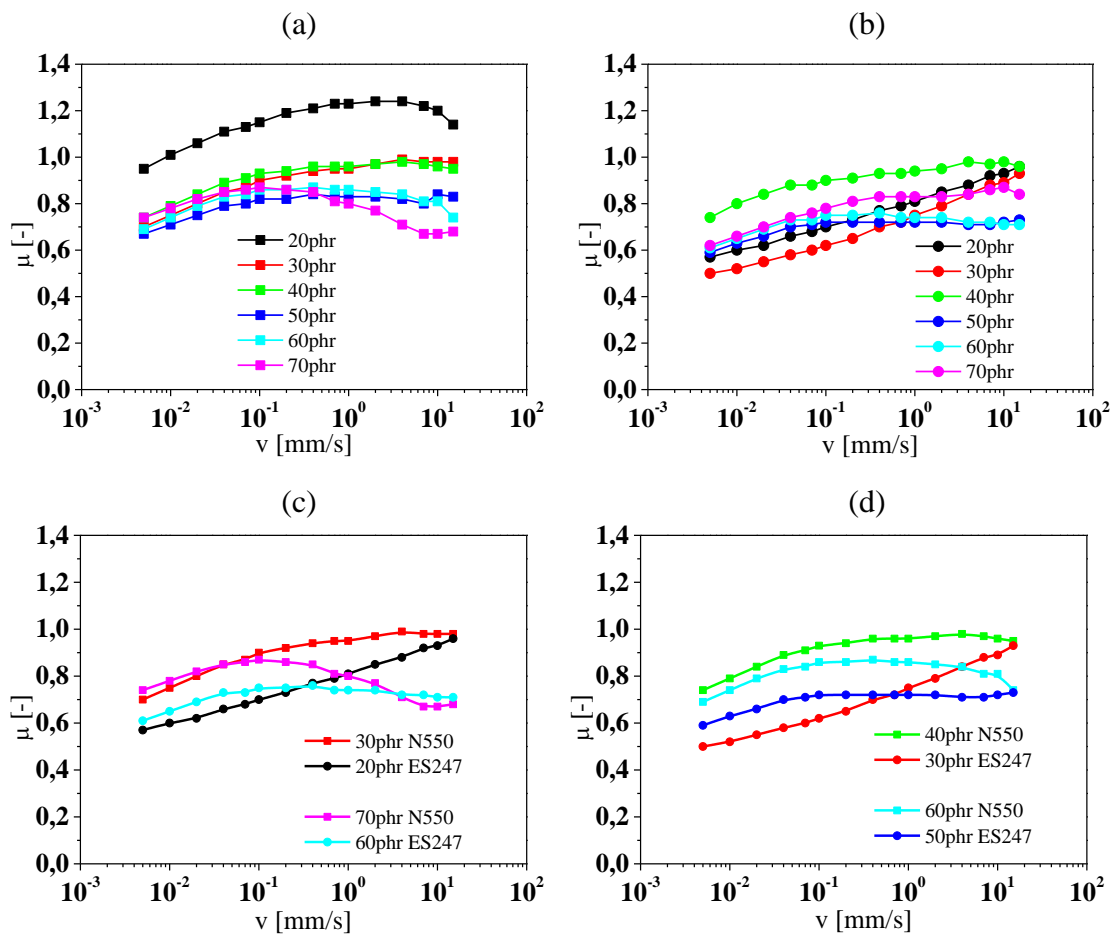 (a)
1,4
1,2
1,0
0,8
0,6
0,4
0,2
0,0
μ [-]
20phr
30phr
40phr
50phr
60phr
70phr
10⁻³ 10⁻² 10⁻¹ 10⁰ 10¹ 10²
v [mm/s]
(b)
1,4
1,2
1,0
0,8
0,6
0,4
0,2
0,0
μ [-]
20phr
30phr
40phr
50phr
60phr
70phr
10⁻³ 10⁻² 10⁻¹ 10⁰ 10¹ 10²
v [mm/s]
(c)
1,4
1,2
1,0
0,8
0,6
0,4
0,2
0,0
μ [-]
30phr N550
20phr ES247
70phr N550
60phr ES247
10⁻³ 10⁻² 10⁻¹ 10⁰ 10¹ 10²
v [mm/s]
(d)
1,4
1,2
1,0
0,8
0,6
0,4
0,2
0,0
μ [-]
40phr N550
30phr ES247
60phr N550
50phr ES247
10⁻³ 10⁻² 10⁻¹ 10⁰ 10¹ 10²
v [mm/s]